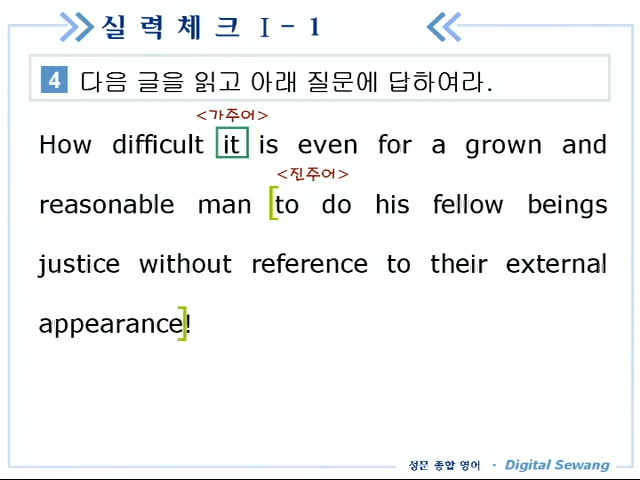 실력체크 I - 1
4 다음 글을 읽고 아래 질문에 답하여라.
<가주어>
How difficult it is even for a grown and
<진주어>
reasonable man [to do his fellow beings
justice without reference to their external
appearance]!
성문 종합 영어 · Digital Sewang